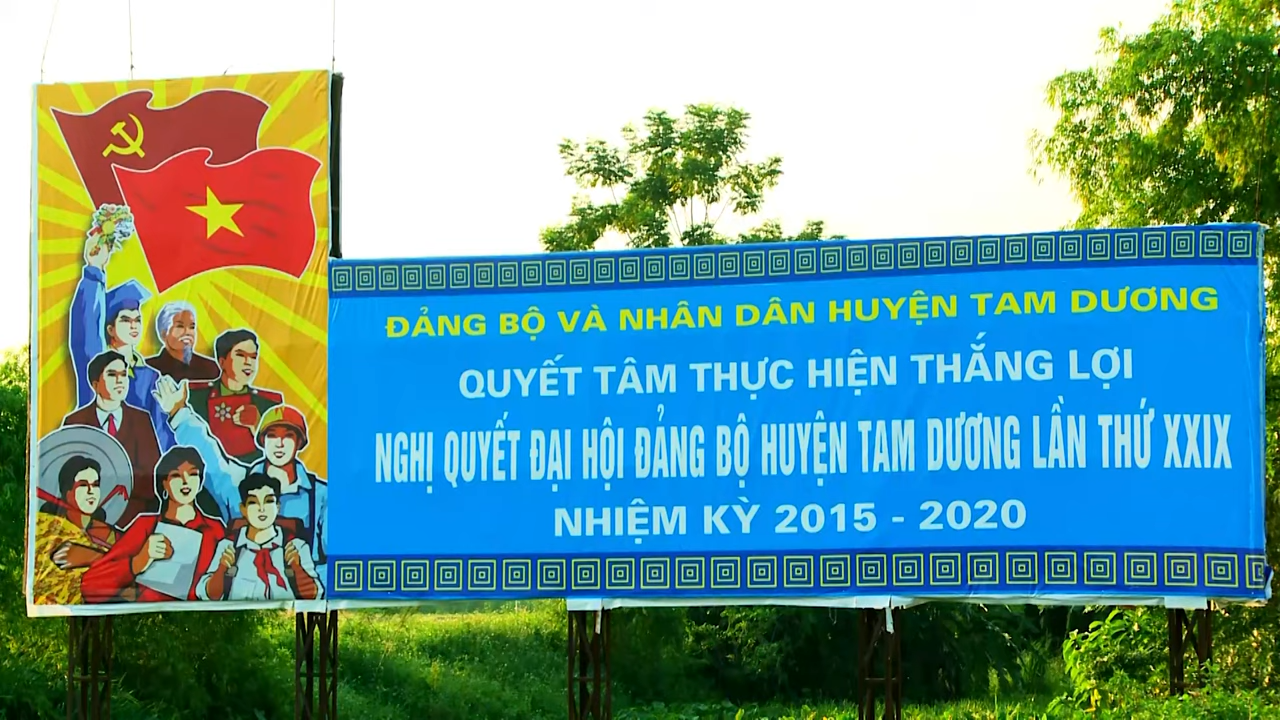 ĐẢNG BỘ VÀ NHÂN DÂN HUYỆN TAM DƯƠNG
QUYẾT TÂM THỰC HIỆN THẮNG LỢI
NGHỊ QUYẾT ĐẠI HỘI ĐẢNG BỘ HUYỆN TAM DƯƠNG LẦN THỨ XXIX
NHIỆM KỲ 2015 - 2020